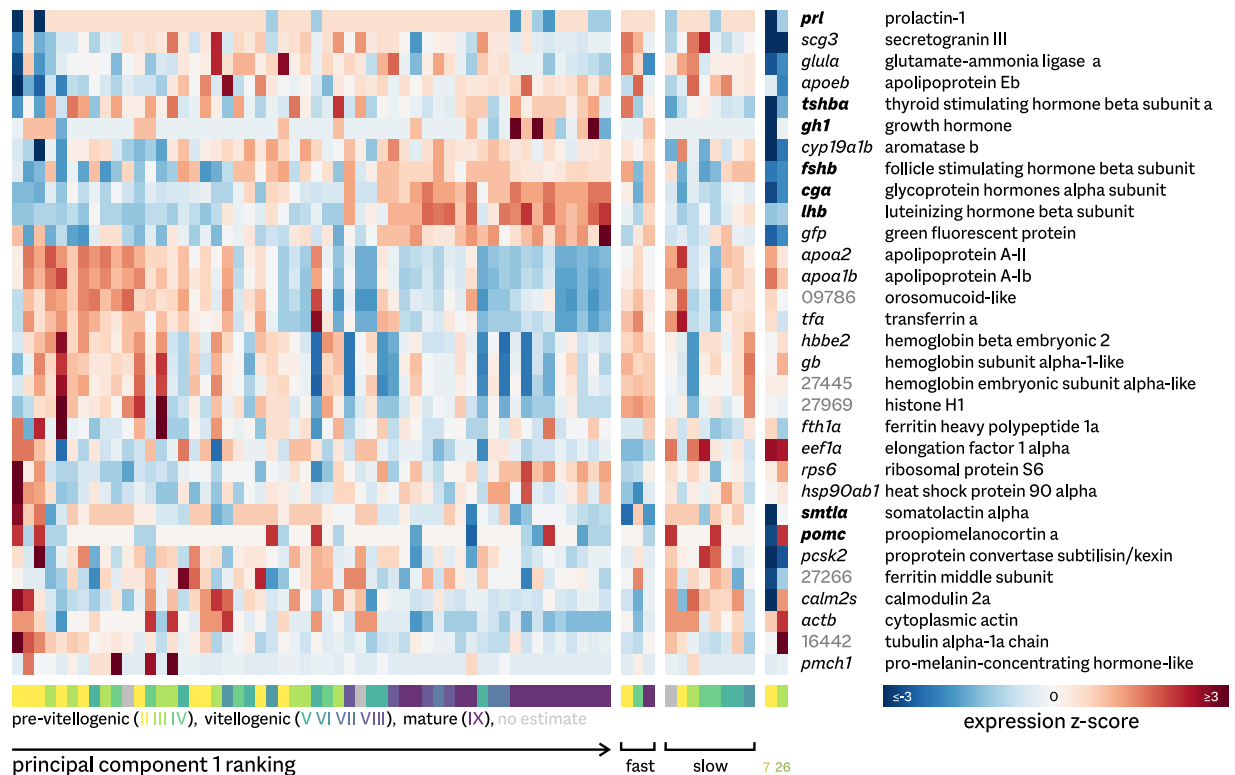 prl prolactin-1
scg3 secretogranin III
glula glutamate-ammonia ligase a
apoeb apolipoprotein Eb
tshba thyroid stimulating hormone beta subunit a
gh1 growth hormone
cyp19a1b aromatase b
fshb follicle stimulating hormone beta subunit
cga glycoprotein hormones alpha subunit
lhb luteinizing hormone beta subunit
gfp green fluorescent protein
apoa2 apolipoprotein A-II
apoa1b apolipoprotein A-Ib
09786 orosomucoid-like
tfa transferrin a
hbbe2 hemoglobin beta embryonic 2
gb hemoglobin subunit alpha-1-like
27445 hemoglobin embryonic subunit alpha-like
27969 histone H1
fth1a ferritin heavy polypeptide 1a
eef1a elongation factor 1 alpha
rps6 ribosomal protein S6
hsp90ab1 heat shock protein 90 alpha
smtla somatolactin alpha
pomc proopiomelanocortin a
pcsk2 proprotein convertase subtilisin/kexin
27266 ferritin middle subunit
calm2s calmodulin 2a
actb cytoplasmic actin
16442 tubulin alpha-1a chain
pmch1 pro-melanin-concentrating hormone-like
≤-3 0 ≥3
expression z-score
pre-vitellogenic (II III IV), vitellogenic (V VI VII VIII), mature (IX), no estimate
principal component 1 ranking
fast slow 7 26